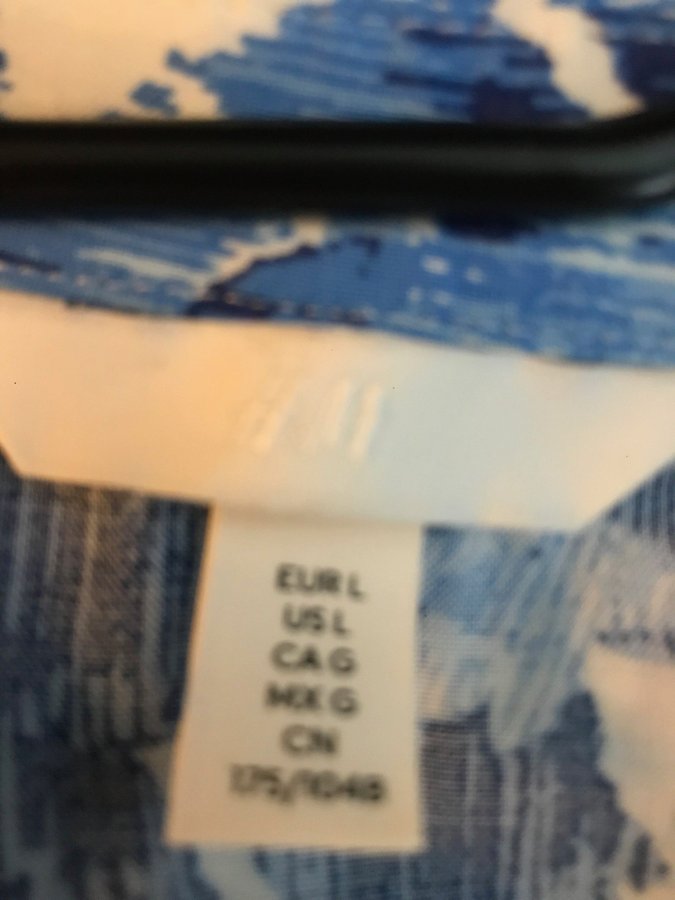 H&M
EUR L
US L
CA G
MX G
CN
175/104B